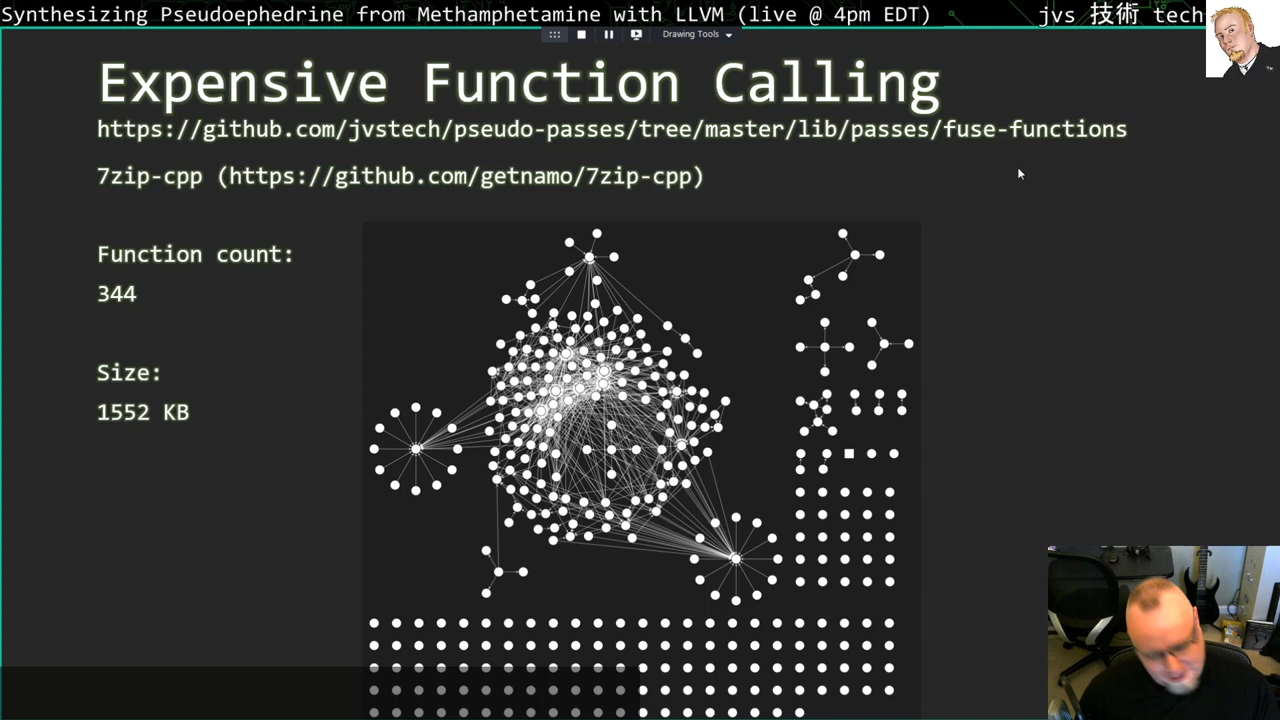 Synthesizing Pseudoephedrine from Methamphetamine with LLVM (live @ 4pm EDT)
jvs 技術 tech
Drawing Tools
Expensive Function Calling
https://github.com/jvstech/pseudo-passes/tree/master/lib/passes/fuse-functions
7zip-cpp (https://github.com/getnamo/7zip-cpp)
Function count:
344
Size:
1552 KB